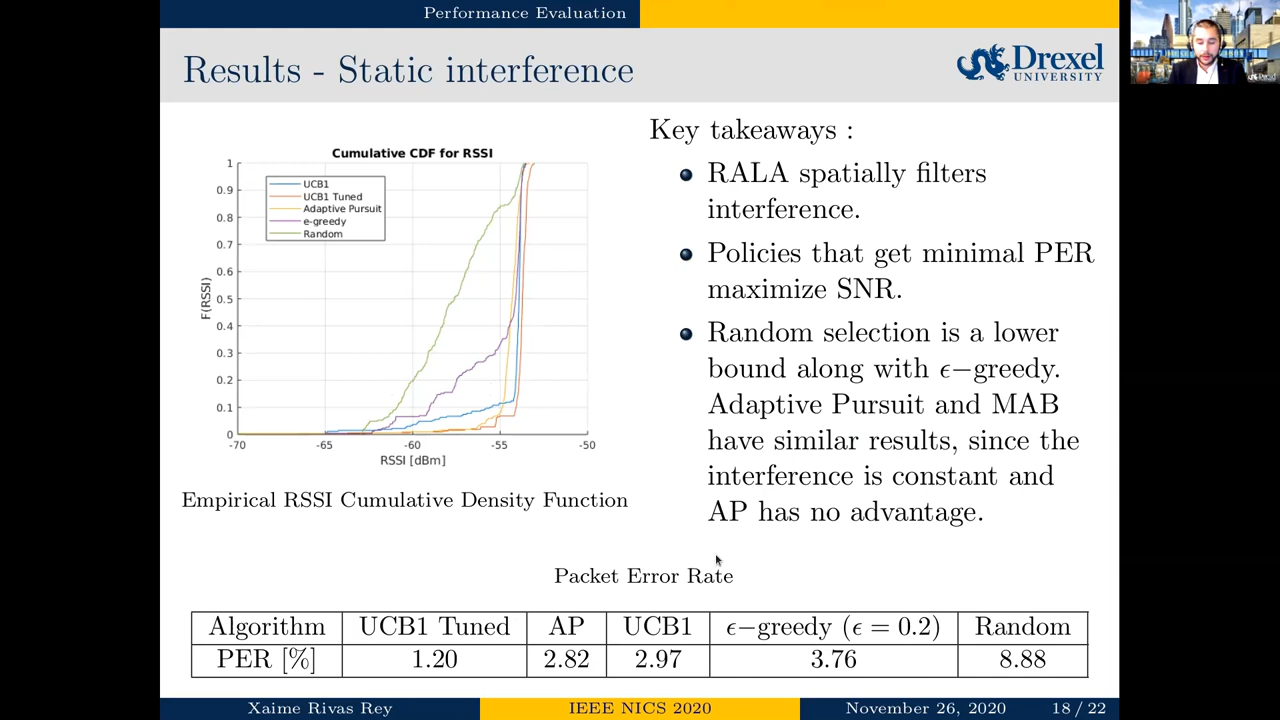 Performance Evaluation
Results - Static interference
Drexel
UNIVERSITY
Cumulative CDF for RSSI
1
0.9
0.8
0.7
0.6
0.5
0.4
0.3
0.2
0.1
0
F(RSSI)
UCB1
UCB1 Tuned
Adaptive Pursuit
e-greedy
Random
-70 -65 -60 -55 -50
RSSI [dBm]
Empirical RSSI Cumulative Density Function
Key takeaways :
RALA spatially filters
interference.
Policies that get minimal PER
maximize SNR.
Random selection is a lower
bound along with ϵ−greedy.
Adaptive Pursuit and MAB
have similar results, since the
interference is constant and
AP has no advantage.
Packet Error Rate
Algorithm UCB1 Tuned AP UCB1 ϵ−greedy (ϵ = 0.2) Random
PER [%] 1.20 2.82 2.97 3.76 8.88
Xaime Rivas Rey IEEE NICS 2020 November 26, 2020 18 / 22